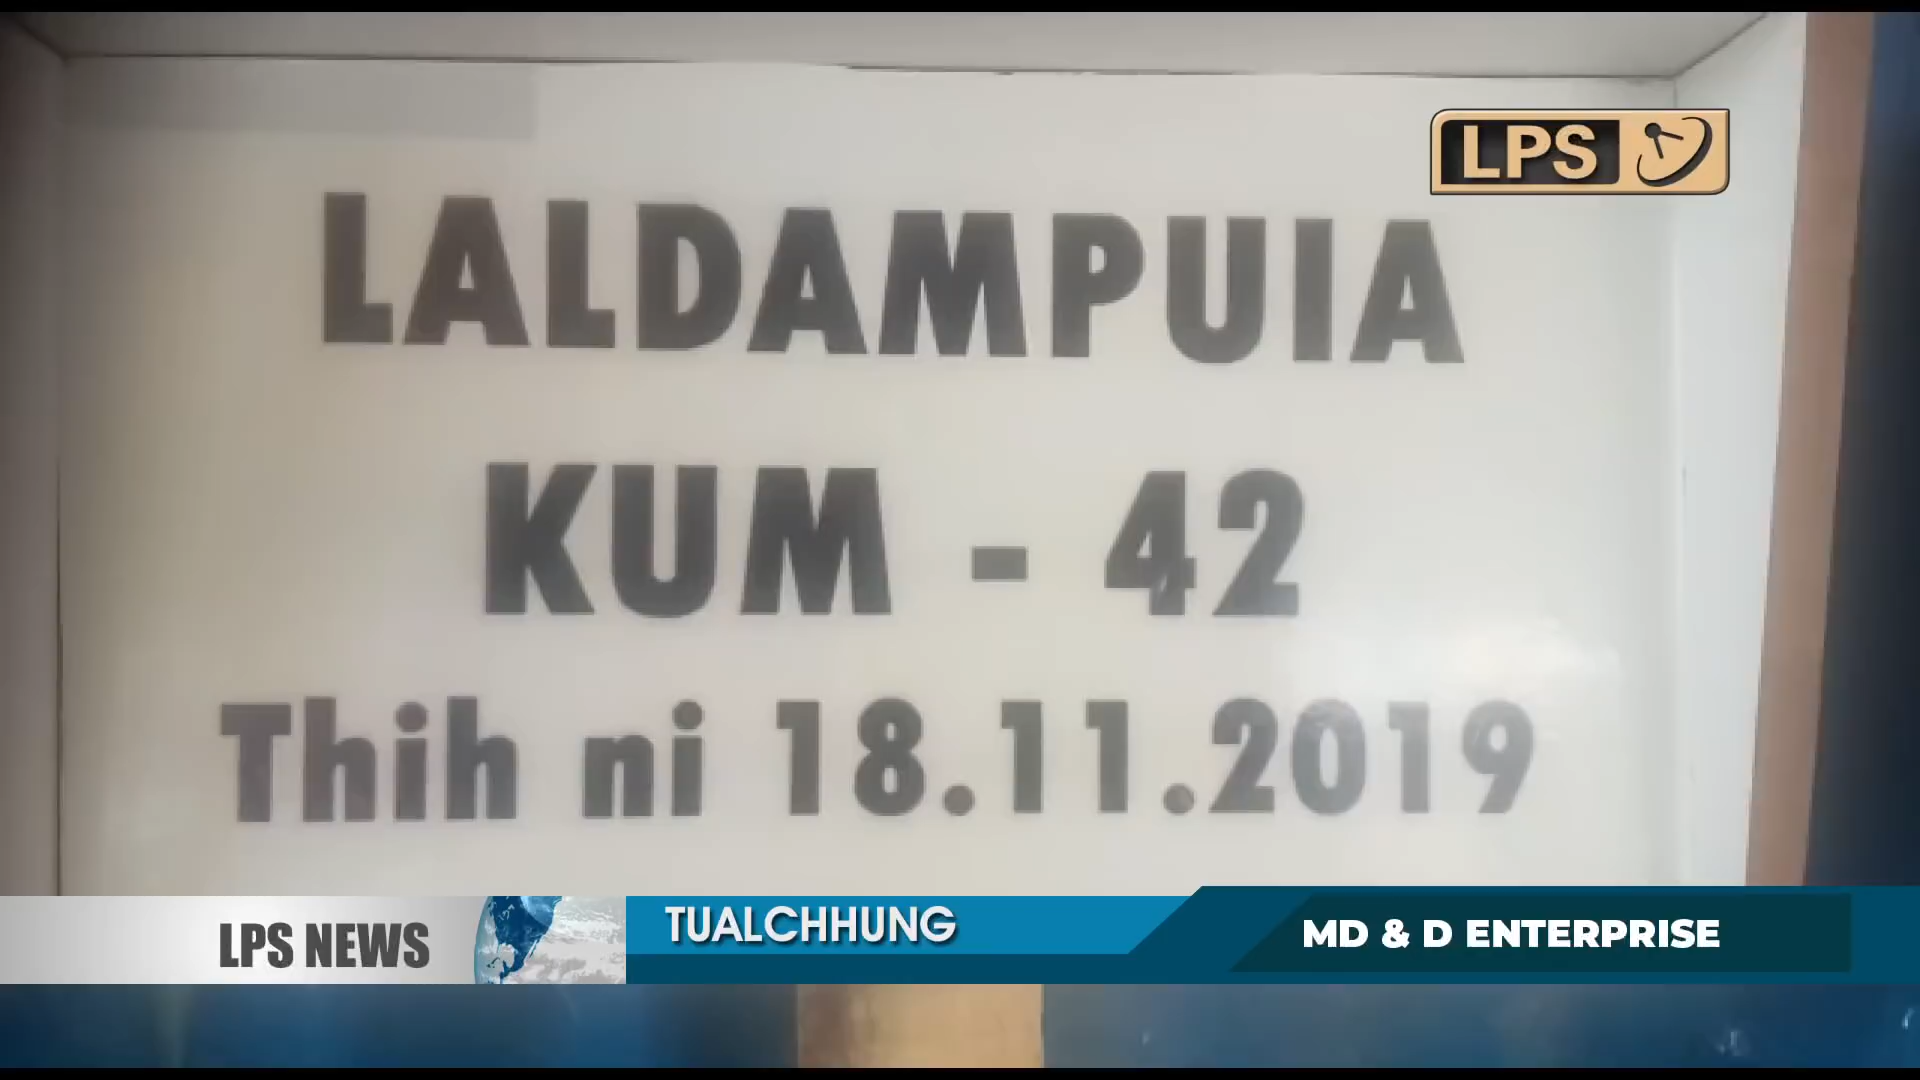 LPS
LALDAMPUIA
KUM - 42
Thih ni 18.11.2019
LPS NEWS
TUALCHHUNG
MD & D ENTERPRISE